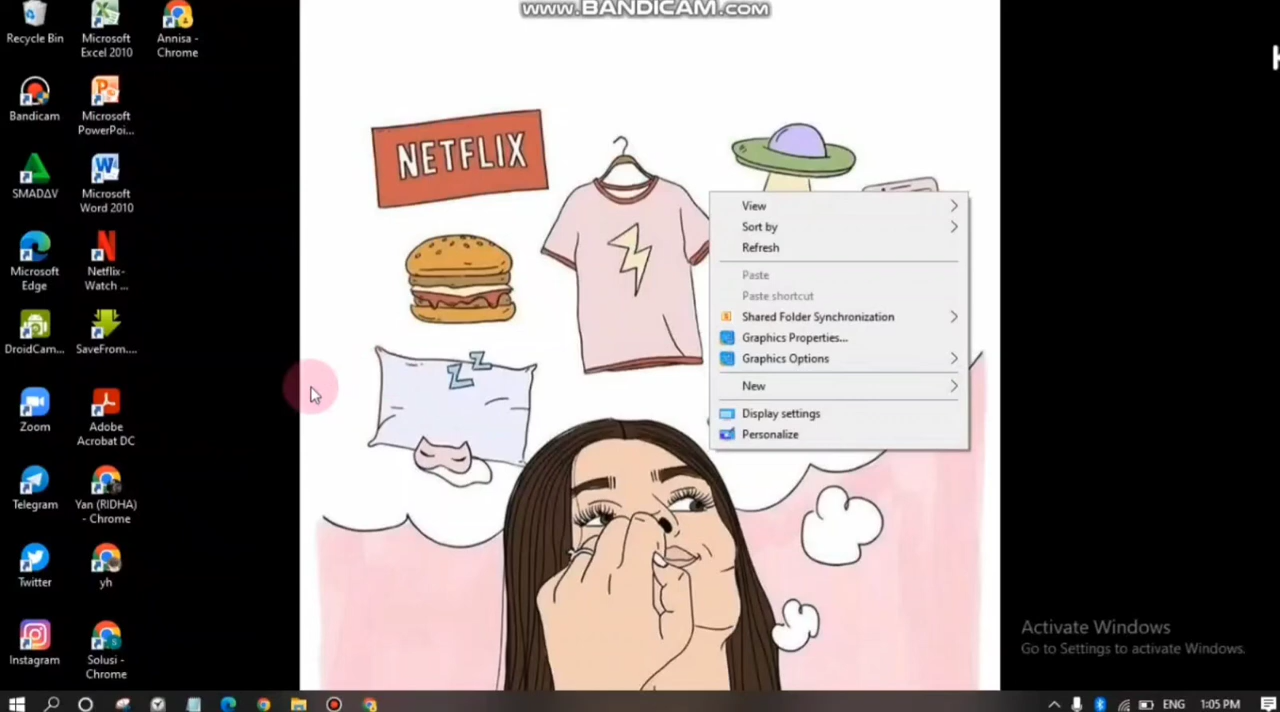 www.BANDICAM.com
Recycle Bin
Microsoft
Excel 2010
Annisa -
Chrome
Bandicam
Microsoft
PowerPoi...
SMADΔV
Microsoft
Word 2010
Microsoft
Edge
Netflix-
Watch ...
DroidCam...
SaveFrom....
Zoom
Adobe
Acrobat DC
Telegram
Yan (RIDHA)
- Chrome
Twitter
yh
Instagram
Solusi -
Chrome
NETFLIX
Z
Z
View
Sort by
Refresh
Paste
Paste shortcut
Shared Folder Synchronization
Graphics Properties...
Graphics Options
New
Display settings
Personalize
Activate Windows
Go to Settings to activate Windows.
ENG
1:05 PM